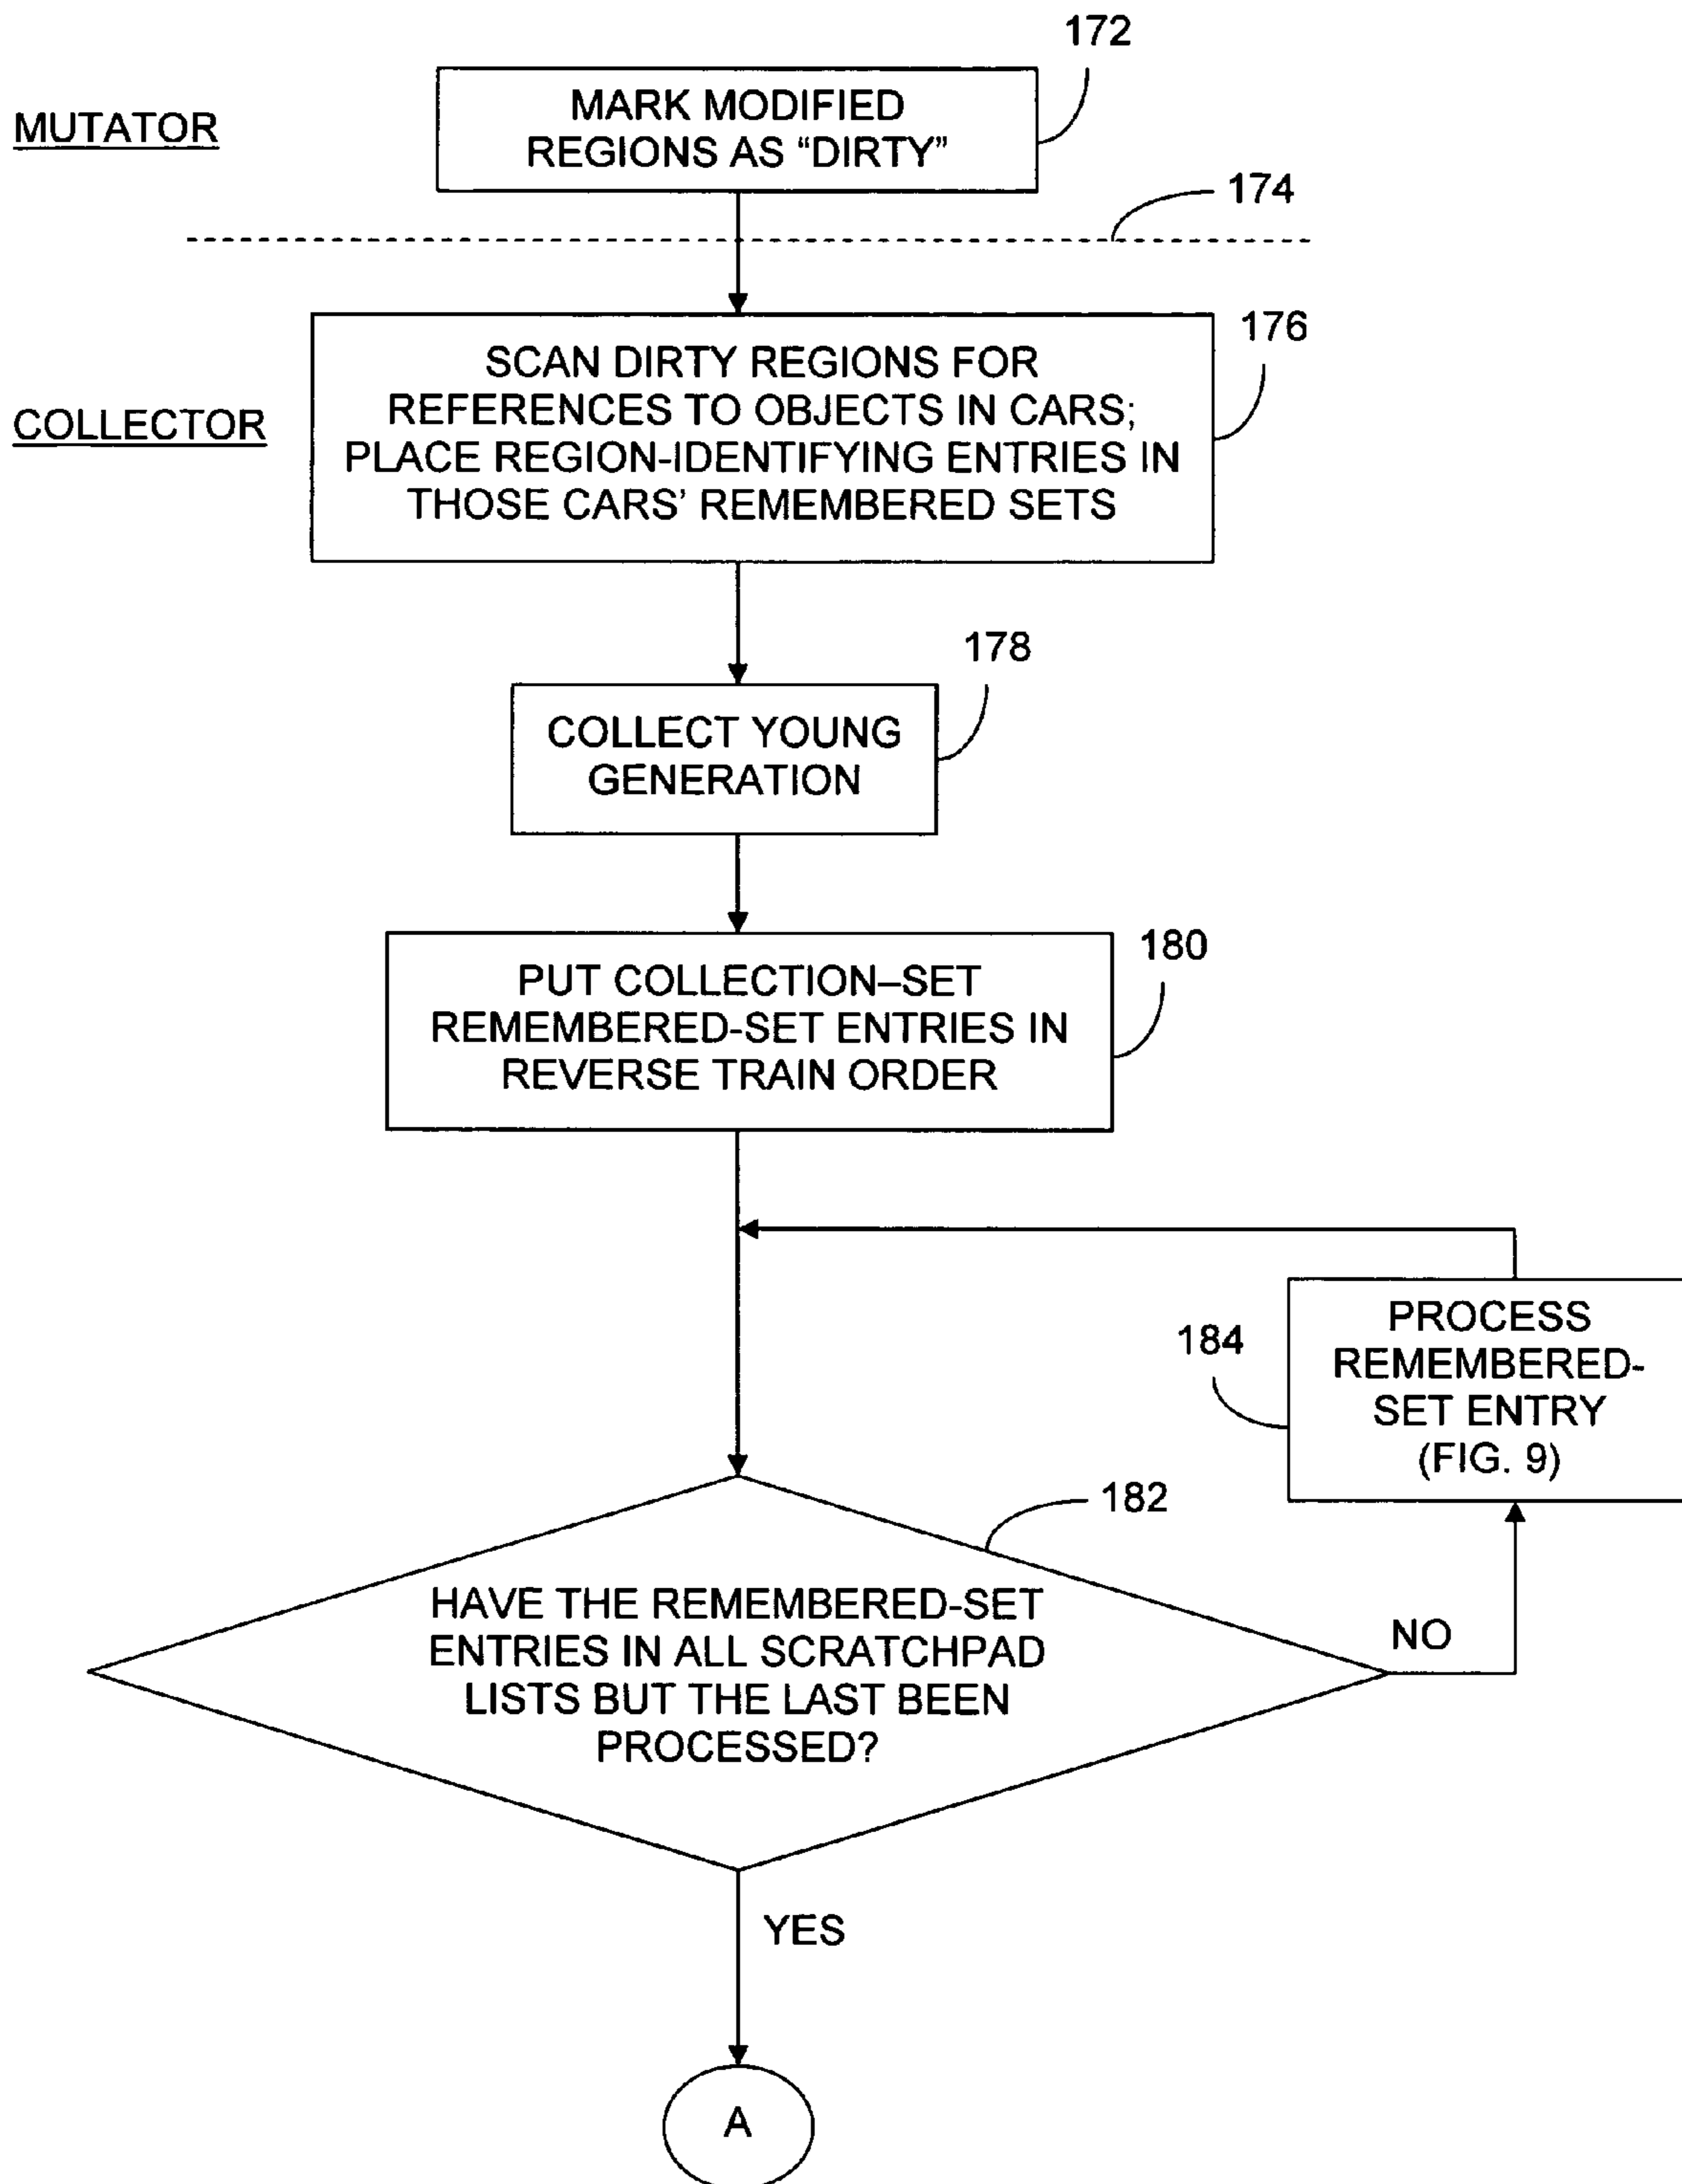 172
MUTATOR
MARK MODIFIED
REGIONS AS “DIRTY”
174
COLLECTOR
176
SCAN DIRTY REGIONS FOR
REFERENCES TO OBJECTS IN CARS;
PLACE REGION-IDENTIFYING ENTRIES IN
THOSE CARS’ REMEMBERED SETS
178
COLLECT YOUNG
GENERATION
180
PUT COLLECTION–SET
REMEMBERED-SET ENTRIES IN
REVERSE TRAIN ORDER
184
PROCESS
REMEMBERED-
SET ENTRY
(FIG. 9)
182
HAVE THE REMEMBERED-SET
ENTRIES IN ALL SCRATCHPAD
LISTS BUT THE LAST BEEN
PROCESSED?
NO
YES
A